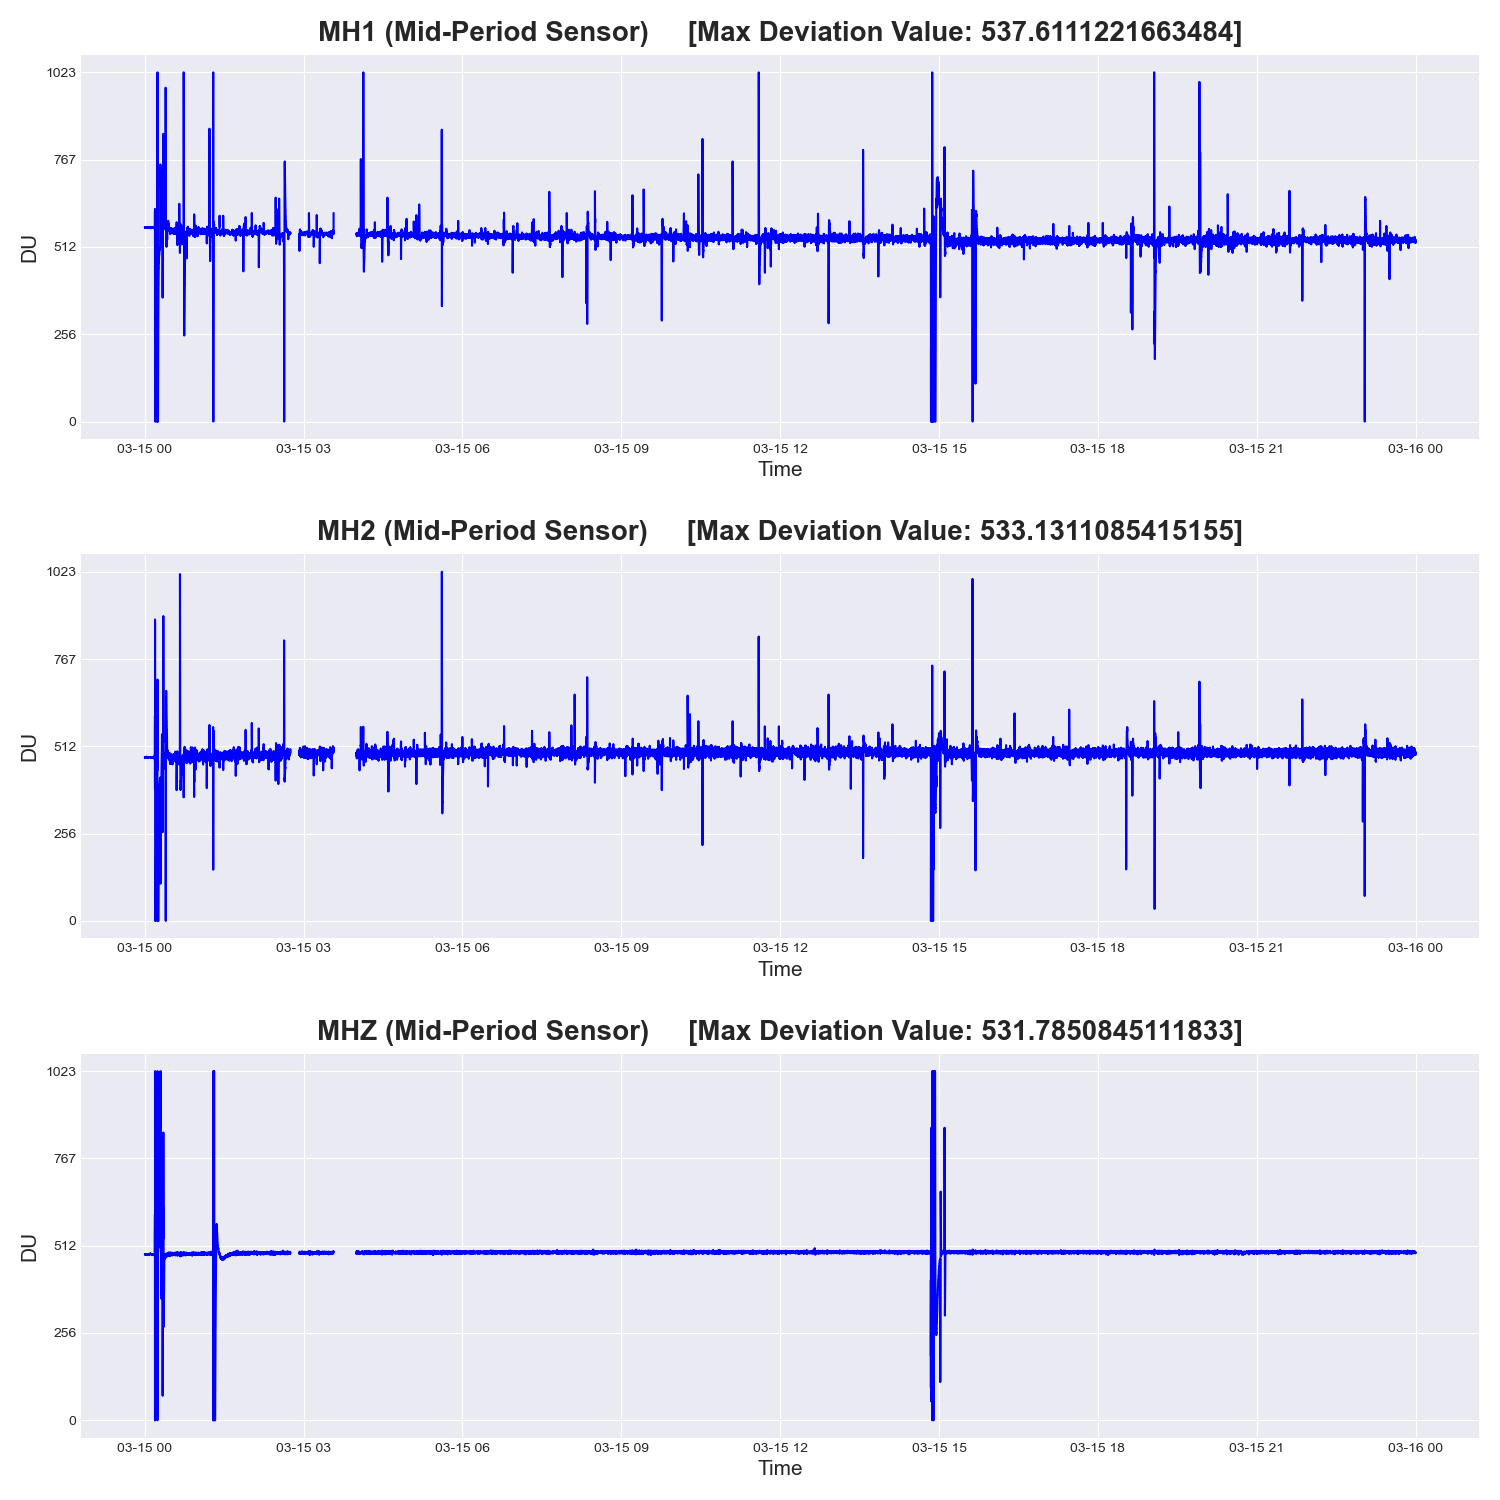 MH1 (Mid-Period Sensor) [Max Deviation Value: 537.6111221663484]
1023
767
512
256
0
DU
03-15 00 03-15 03 03-15 06 03-15 09 03-15 12 03-15 15 03-15 18 03-15 21 03-16 00
Time
MH2 (Mid-Period Sensor) [Max Deviation Value: 533.1311085415155]
1023
767
512
256
0
DU
03-15 00 03-15 03 03-15 06 03-15 09 03-15 12 03-15 15 03-15 18 03-15 21 03-16 00
Time
MHZ (Mid-Period Sensor) [Max Deviation Value: 531.7850845111833]
1023
767
512
256
0
DU
03-15 00 03-15 03 03-15 06 03-15 09 03-15 12 03-15 15 03-15 18 03-15 21 03-16 00
Time